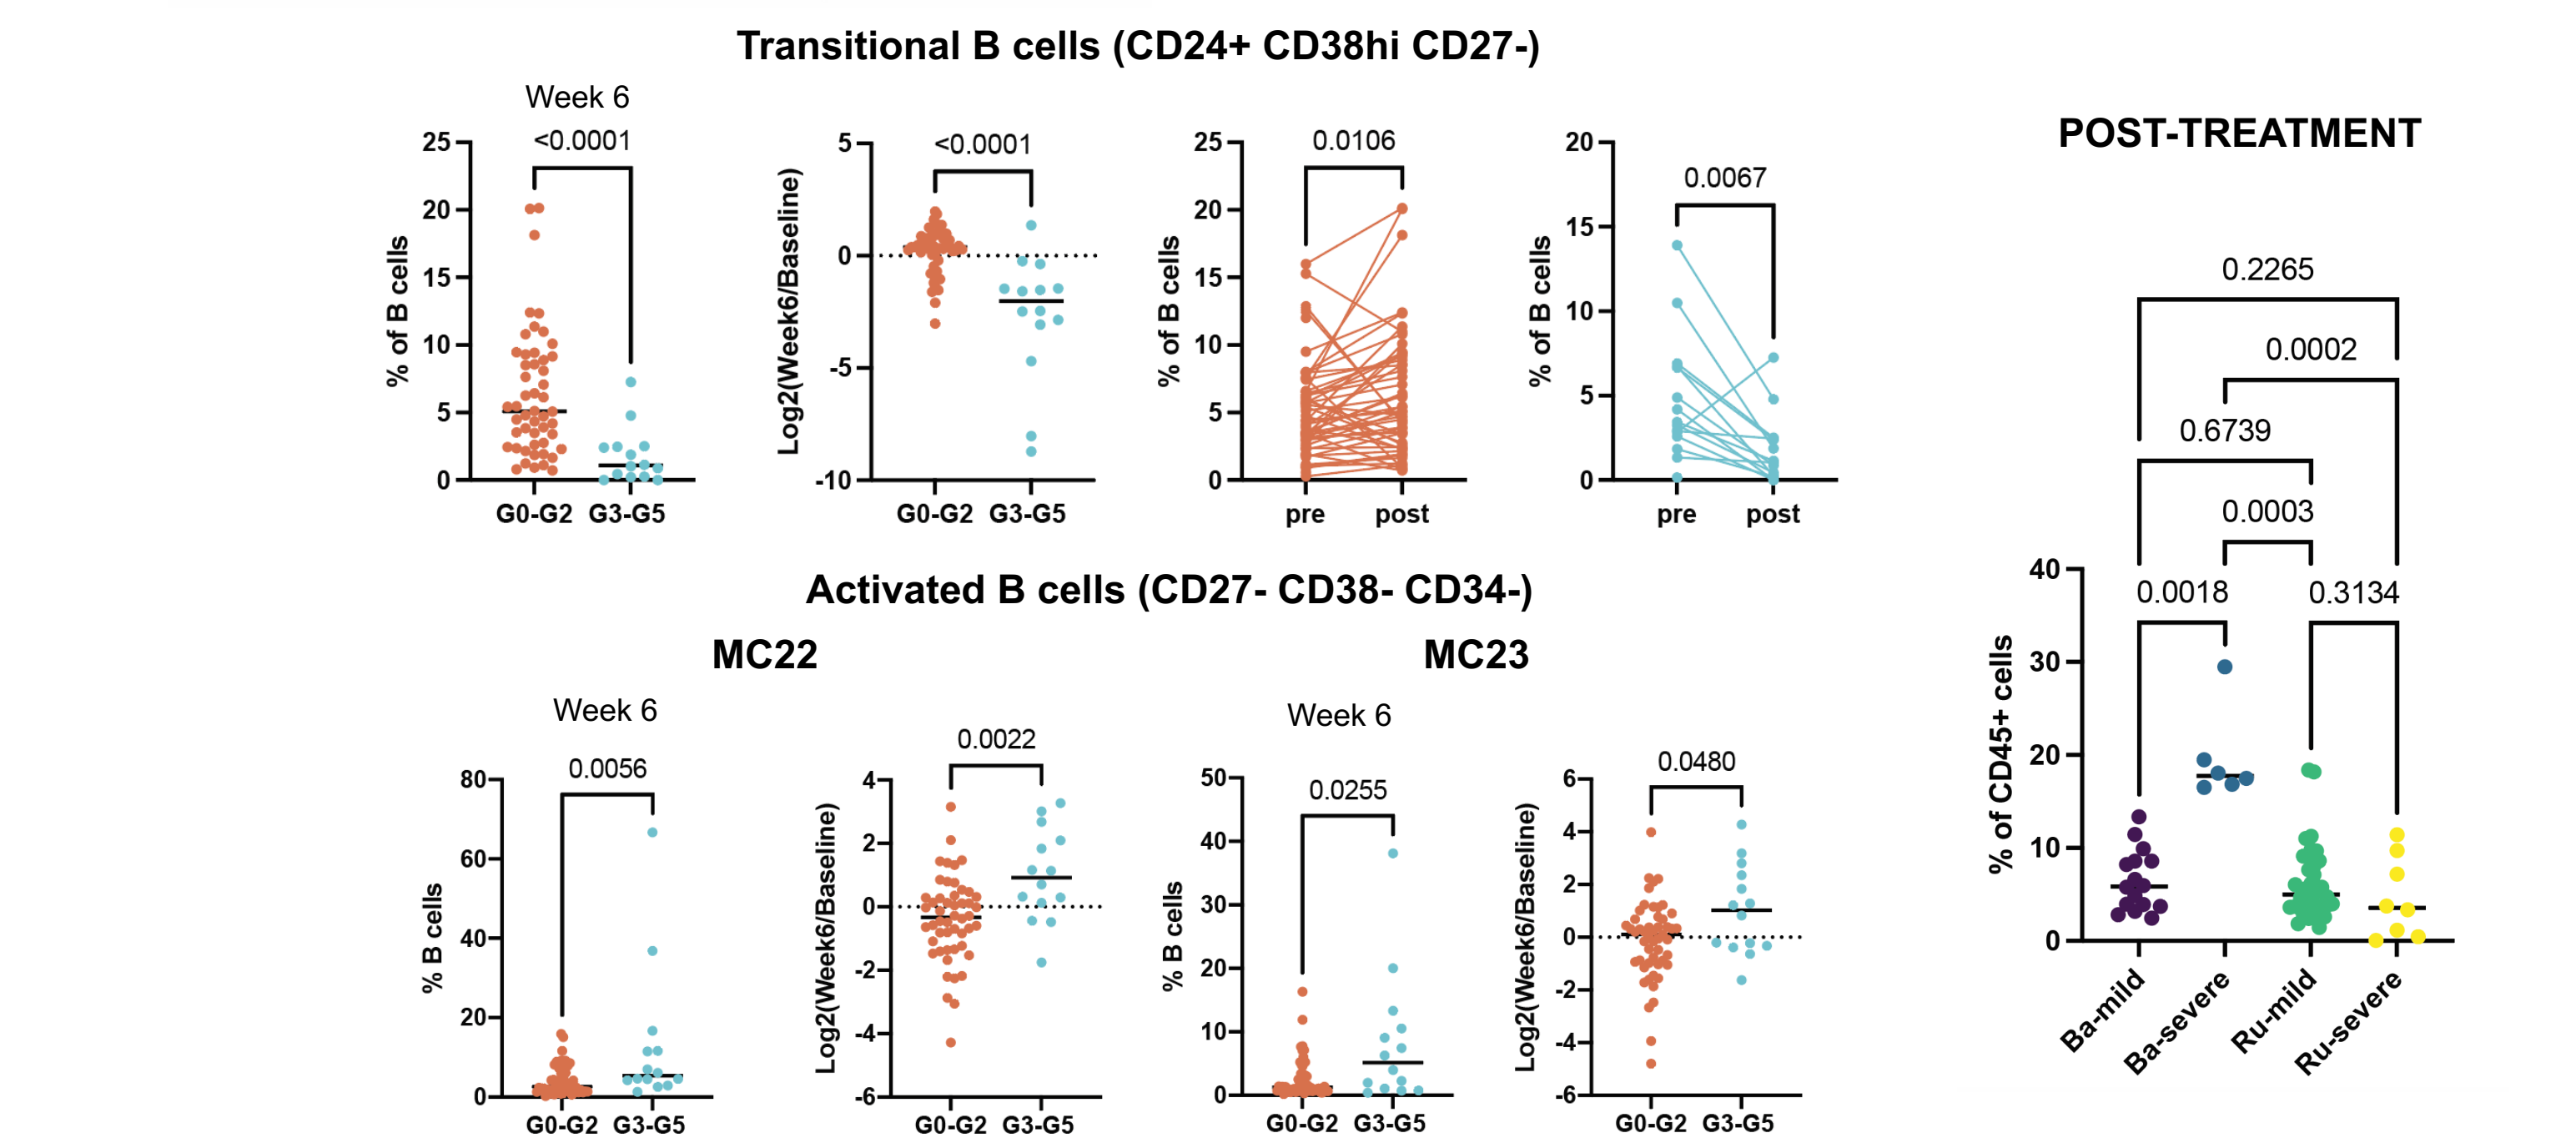 Transitional B cells (CD24+ CD38hi CD27-)
Week 6
<0.0001
% of B cells
25
20
15
10
5
0
G0-G2 G3-G5
<0.0001
Log2(Week6/Baseline)
5
0
-5
-10
G0-G2 G3-G5
0.0106
% of B cells
25
20
15
10
5
0
pre post
0.0067
% of B cells
20
15
10
5
0
pre post
Activated B cells (CD27- CD38- CD34-)
MC22
Week 6
0.0056
% B cells
80
60
40
20
0
G0-G2 G3-G5
0.0022
Log2(Week6/Baseline)
4
2
0
-2
-4
-6
G0-G2 G3-G5
MC23
Week 6
0.0255
% B cells
50
40
30
20
10
0
G0-G2 G3-G5
0.0480
Log2(Week6/Baseline)
6
4
2
0
-2
-4
-6
G0-G2 G3-G5
POST-TREATMENT
0.2265
0.0002
0.6739
0.0003
0.0018 0.3134
% of CD45+ cells
40
30
20
10
0
Ba-mild
Ba-severe
Ru-mild
Ru-severe